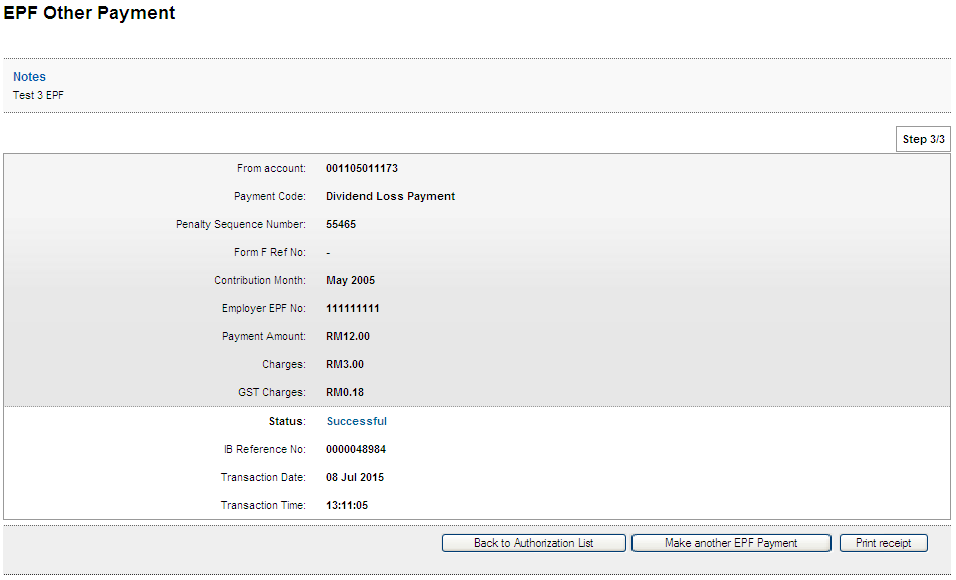 EPF Other Payment
Notes
Test 3 EPF
Step 3/3
From account: 001105011173
Payment Code: Dividend Loss Payment
Penalty Sequence Number: 55465
Form F Ref No: -
Contribution Month: May 2005
Employer EPF No: 111111111
Payment Amount: RM12.00
Charges: RM3.00
GST Charges: RM0.18
Status: Successful
IB Reference No: 0000048984
Transaction Date: 08 Jul 2015
Transaction Time: 13:11:05
Back to Authorization List Make another EPF Payment Print receipt